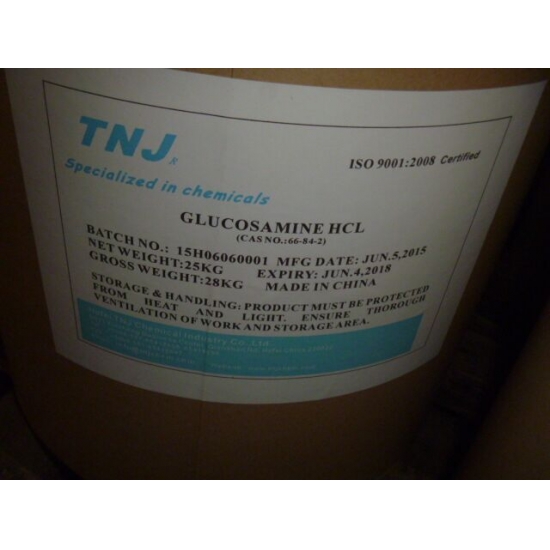 TNJ®
ISO 9001:2008 Certified
Specialized in chemicals
GLUCOSAMINE HCL
(CAS NO.:66-84-2)
BATCH NO.: 15H06060001 MFG DATE: JUN.5,2015
NET WEIGHT:25KG EXPIRY: JUN.4,2018
GROSS WEIGHT:28KG MADE IN CHINA
STORAGE & HANDLING: PRODUCT MUST BE PROTECTED
FROM HEAT AND LIGHT. ENSURE THOROUGH
VENTILATION OF WORK AND STORAGE AREA.
TNJ Chemical Industry Co.,Ltd